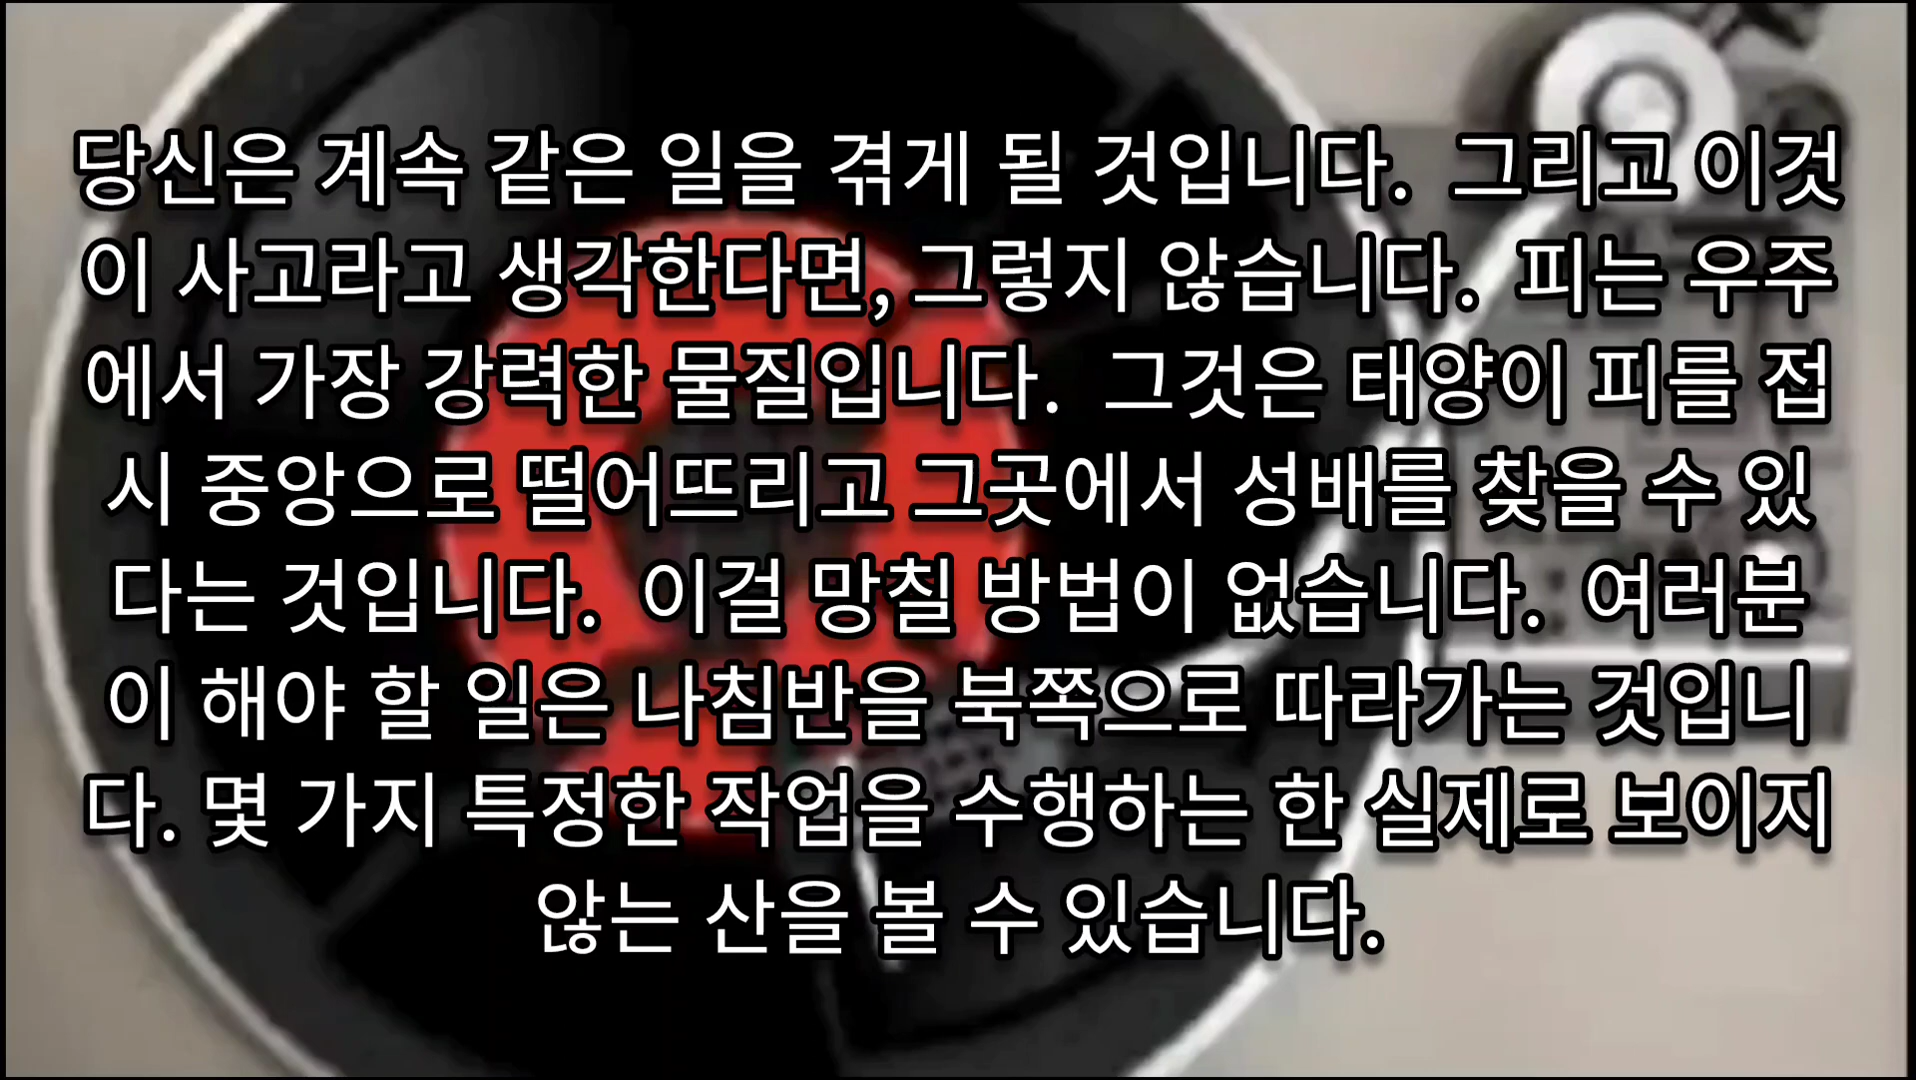 당신은 계속 같은 일을 겪게 될 것입니다. 그리고 이것
이 사고라고 생각한다면, 그렇지 않습니다. 피는 우주
에서 가장 강력한 물질입니다. 그것은 태양이 피를 접
시 중앙으로 떨어뜨리고 그곳에서 성배를 찾을 수 있
다는 것입니다. 이걸 망칠 방법이 없습니다. 여러분
이 해야 할 일은 나침반을 북쪽으로 따라가는 것입니
다. 몇 가지 특정한 작업을 수행하는 한 실제로 보이지
않는 산을 볼 수 있습니다.